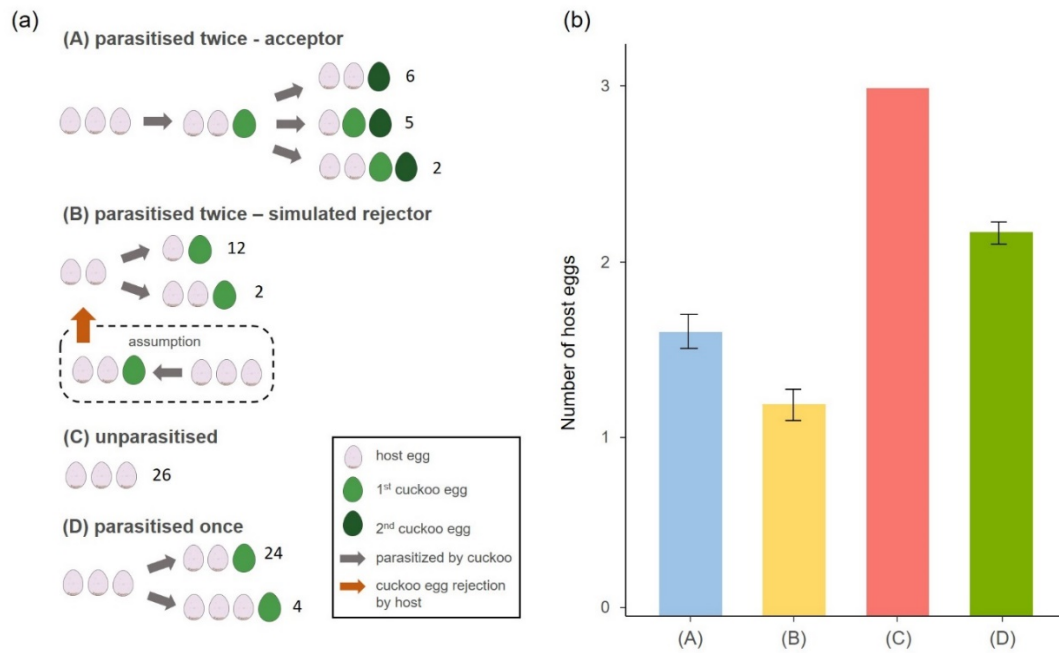 (a)
(A) parasitised twice - acceptor
6
5
2
(B) parasitised twice – simulated rejector
12
2
assumption
(C) unparasitised
26
(D) parasitised once
24
4
host egg
1st cuckoo egg
2nd cuckoo egg
parasitized by cuckoo
cuckoo egg rejection
by host
(b)
Number of host eggs
3
2
1
0
(A) (B) (C) (D)